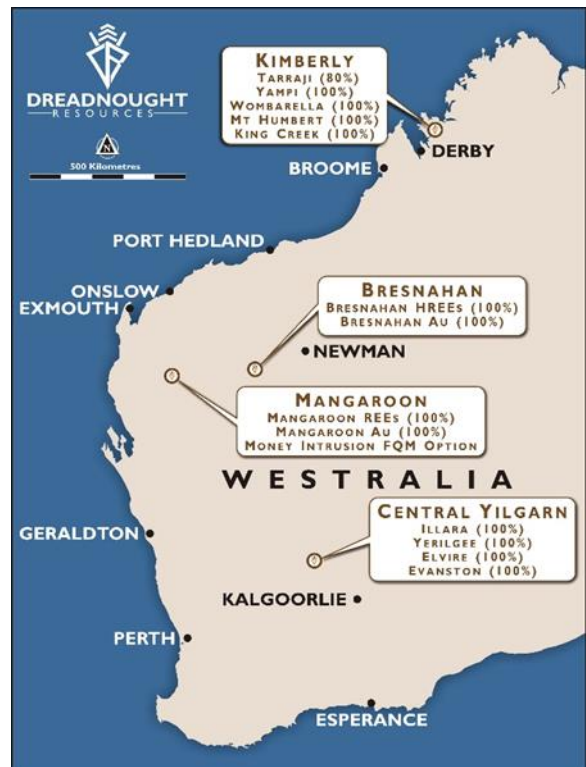 DREADNOUGHT
RESOURCES
N
500 KILOMETRES
KIMBERLY
TARRAJI (80%)
YAMPI (100%)
WOMBARELLA (100%)
MT HUMBERT (100%)
KING CREEK (100%)
DERBY
BROOME
PORT HEDLAND
ONSLOW
EXMOUTH
BRESNAHAN
BRESNAHAN HREES (100%)
BRESNAHAN AU (100%)
NEWMAN
MANGAROON
MANGAROON REES (100%)
MANGAROON AU (100%)
MONEY INTRUSION FQM OPTION
WESTRALIA
CENTRAL YILGARN
ILLARA (100%)
YERILGEE (100%)
ELVIRE (100%)
EVANSTON (100%)
GERALDTON
KALGOORLIE
PERTH
ESPERANCE